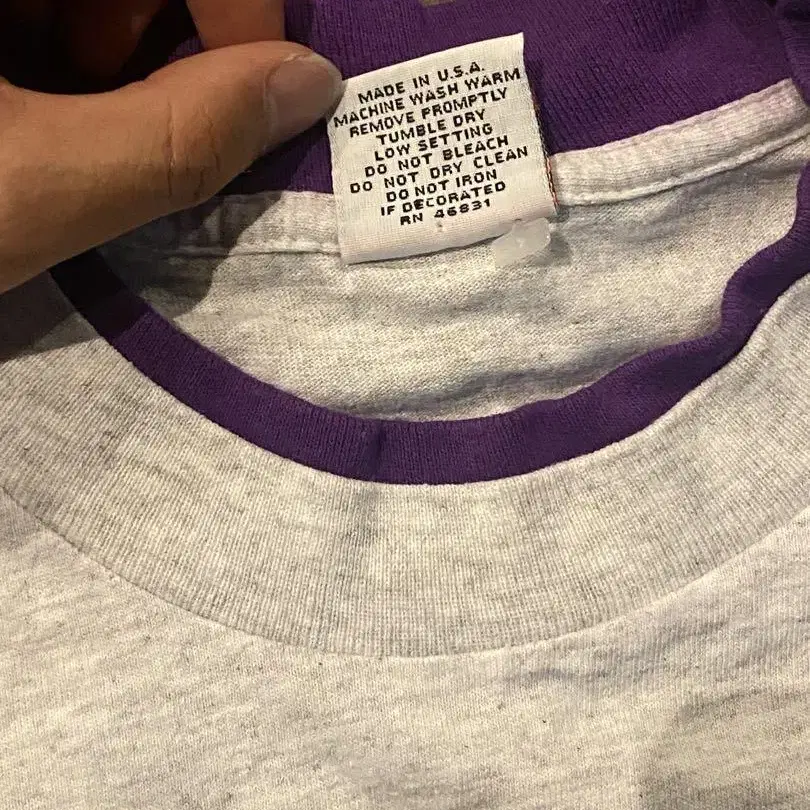 MADE IN U.S.A.
MACHINE WASH WARM
REMOVE PROMPTLY
TUMBLE DRY
LOW SETTING
DO NOT BLEACH
DO NOT DRY CLEAN
DO NOT IRON
IF DECORATED
RN 46831